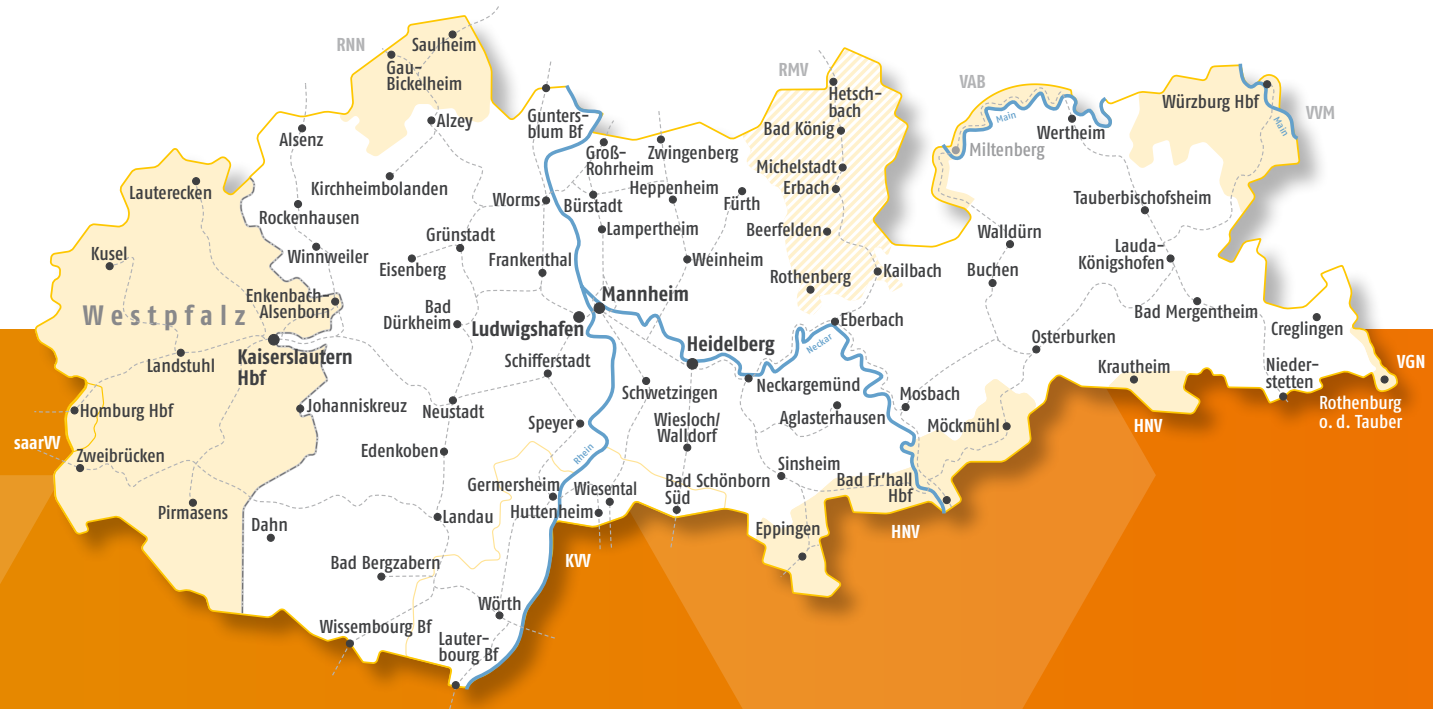 RNN
Saulheim
Gau-
Bickelheim
Alzey
Alsenz
Gunters-
blum Bf
RMV
Hetsch-
bach
Bad König
VAB
Main
Wertheim
Miltenberg
Würzburg Hbf
Main
VVM
Groß-
Rohrheim
Zwingenberg
Michelstadt
Erbach
Lauterecken
Kirchheimbolanden
Rockenhausen
Worms
Bürstadt
Heppenheim
Fürth
Tauberbischofsheim
Lampertheim
Beerfelden
Walldürn
Grünstadt
Kusel
Winnweiler
Eisenberg
Frankenthal
Weinheim
Rothenberg
Kailbach
Buchen
Lauda-
Königshofen
Westpfalz
Enkenbach-
Alsenborn
Bad
Dürkheim
Mannheim
Ludwigshafen
Eberbach
Neckar
Bad Mergentheim
Creglingen
Osterburken
Heidelberg
Kaiserslautern
Hbf
Landstuhl
Schifferstadt
Schwetzingen
Neckargemünd
Krautheim
Nieder-
stetten
VGN
Rothenburg
o. d. Tauber
Homburg Hbf
Johanniskreuz
Neustadt
Speyer
Wiesloch/
Walldorf
Aglasterhausen
Mosbach
Möckmühl
HNV
saarVV
Zweibrücken
Edenkoben
Rhein
Sinsheim
Germersheim
Wiesental
Bad Schönborn
Süd
Bad Fr'hall
Hbf
Pirmasens
Dahn
Landau
Huttenheim
Eppingen
HNV
KVV
Bad Bergzabern
Wörth
Wissembourg Bf
Lauter-
bourg Bf